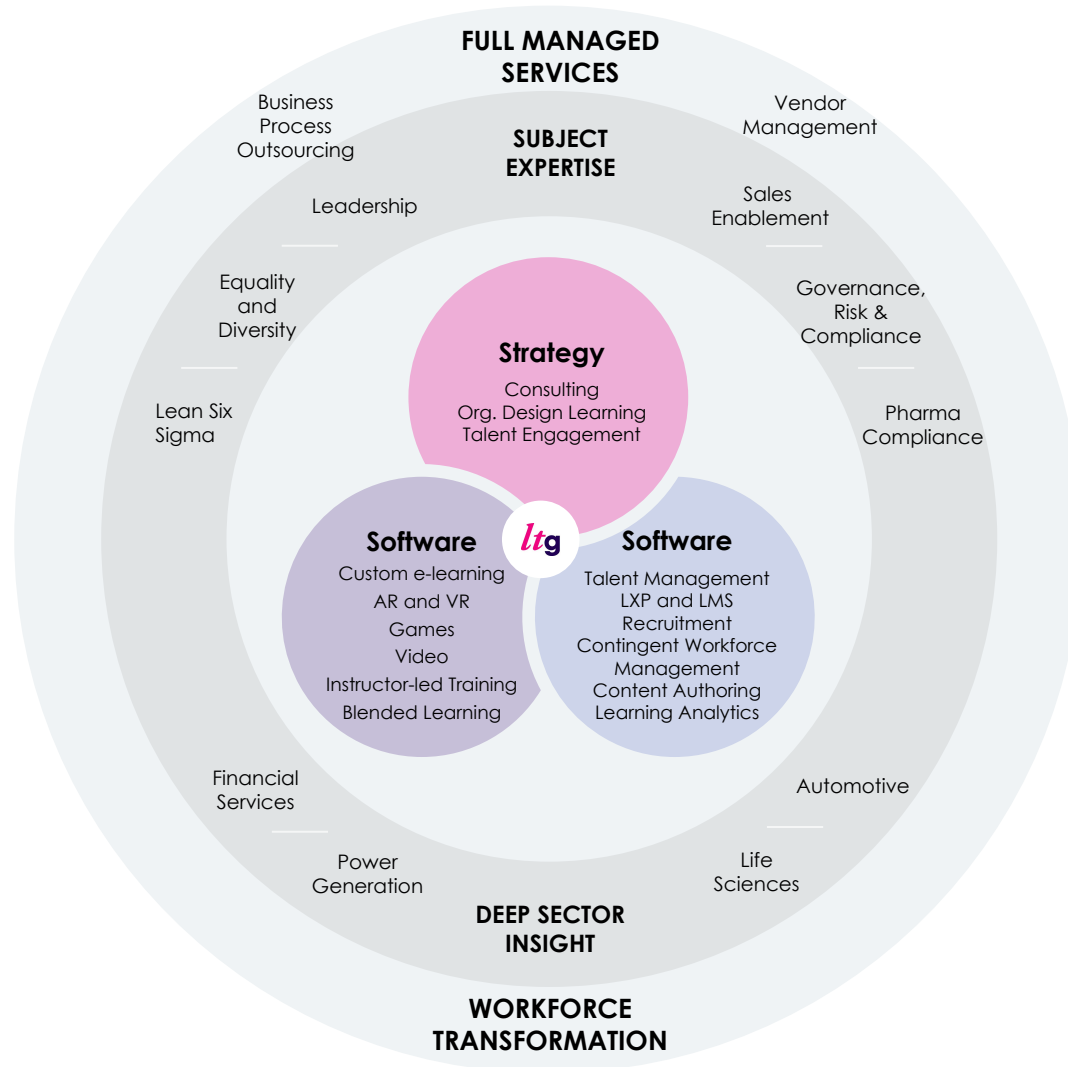 FULL MANAGED
SERVICES
Business
Process
Outsourcing
Vendor
Management
SUBJECT
EXPERTISE
Leadership
Sales
Enablement
Equality
and
Diversity
Governance,
Risk &
Compliance
Lean Six
Sigma
Pharma
Compliance
Strategy
Consulting
Org. Design Learning
Talent Engagement
ltg
Software
Custom e-learning
AR and VR
Games
Video
Instructor-led Training
Blended Learning
Software
Talent Management
LXP and LMS
Recruitment
Contingent Workforce
Management
Content Authoring
Learning Analytics
Financial
Services
Power
Generation
Automotive
Life
Sciences
DEEP SECTOR
INSIGHT
WORKFORCE
TRANSFORMATION